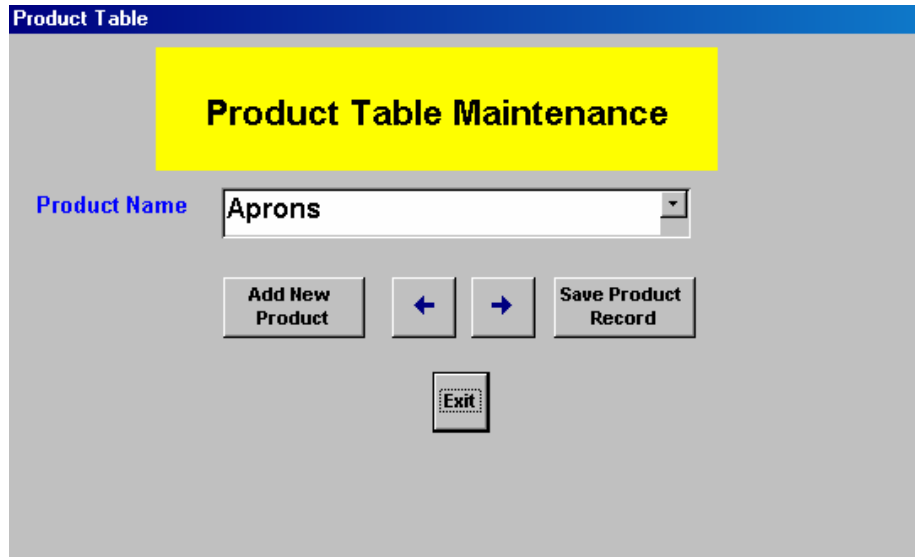 Product Table
Product Table Maintenance
Product Name
Aprons
Add New
Product
Save Product
Record
Exit